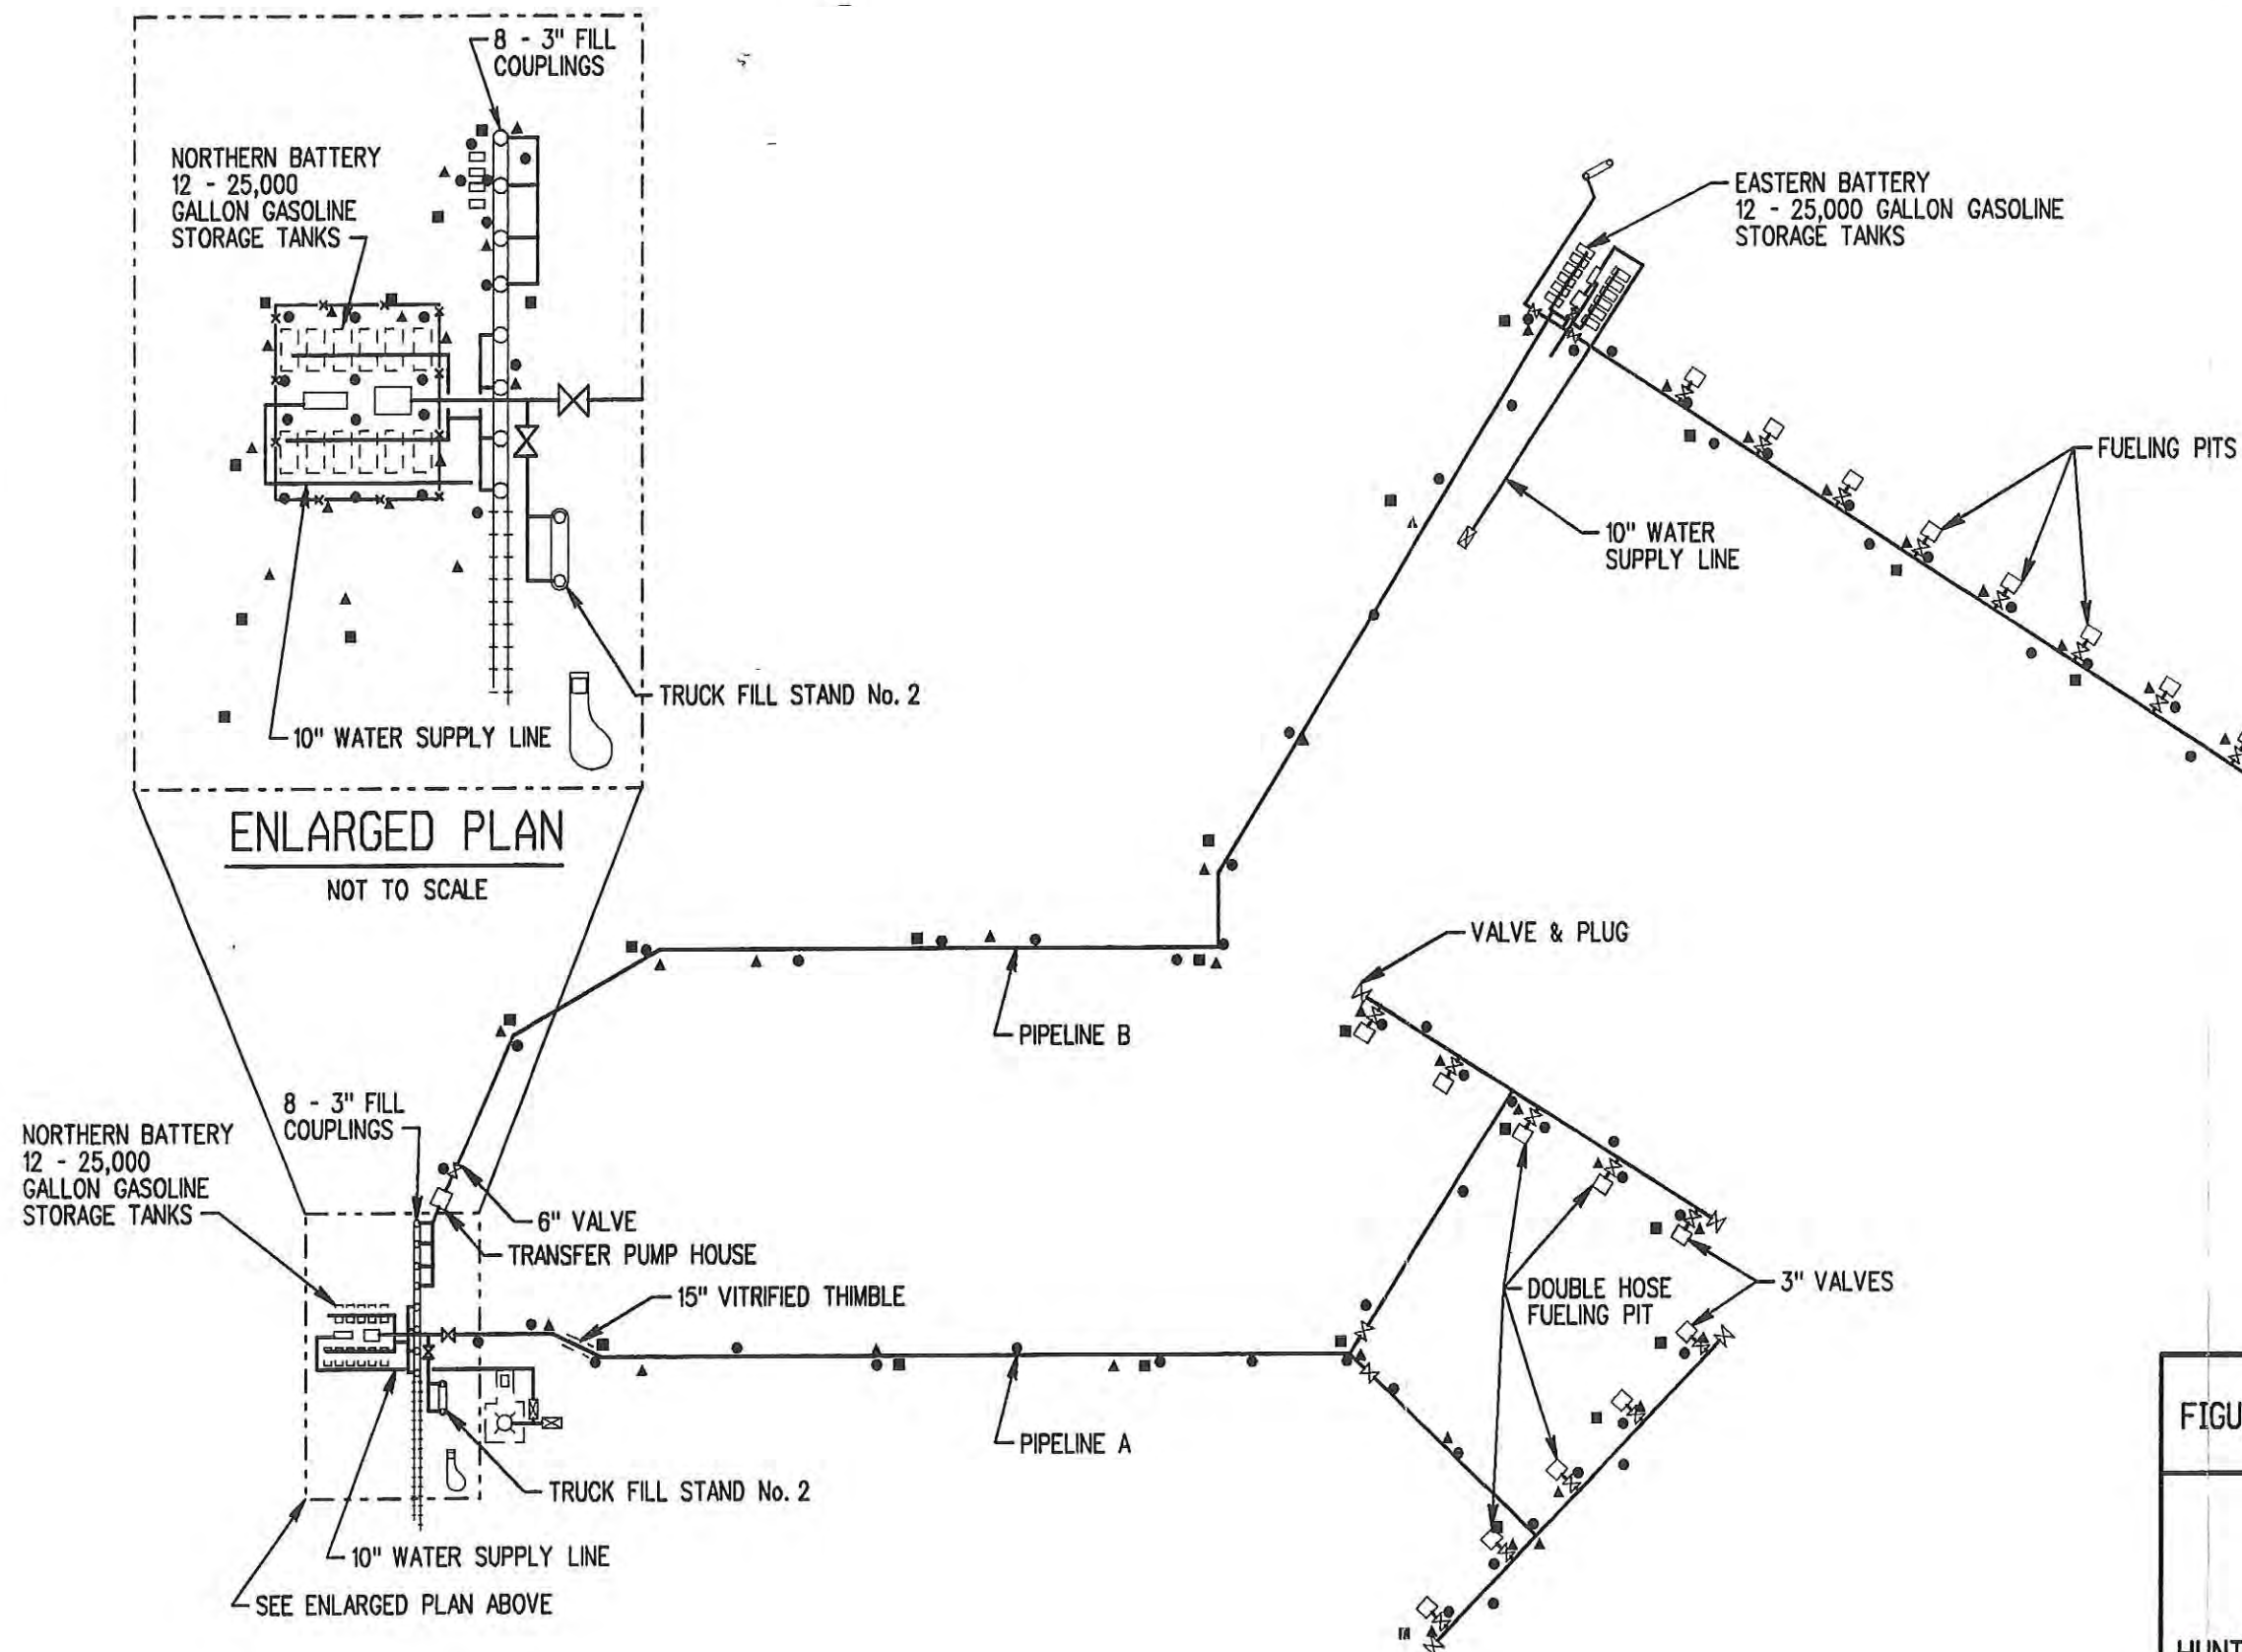 8 - 3" FILL
COUPLINGS
NORTHERN BATTERY
12 - 25,000
GALLON GASOLINE
STORAGE TANKS
TRUCK FILL STAND No. 2
10" WATER SUPPLY LINE
ENLARGED PLAN
NOT TO SCALE
EASTERN BATTERY
12 - 25,000 GALLON GASOLINE
STORAGE TANKS
FUELING PITS
10" WATER
SUPPLY LINE
VALVE & PLUG
PIPELINE B
8 - 3" FILL
COUPLINGS
NORTHERN BATTERY
12 - 25,000
GALLON GASOLINE
STORAGE TANKS
6" VALVE
TRANSFER PUMP HOUSE
15" VITRIFIED THIMBLE
DOUBLE HOSE
FUELING PIT
3" VALVES
PIPELINE A
TRUCK FILL STAND No. 2
10" WATER SUPPLY LINE
SEE ENLARGED PLAN ABOVE
FIGU
HUNT